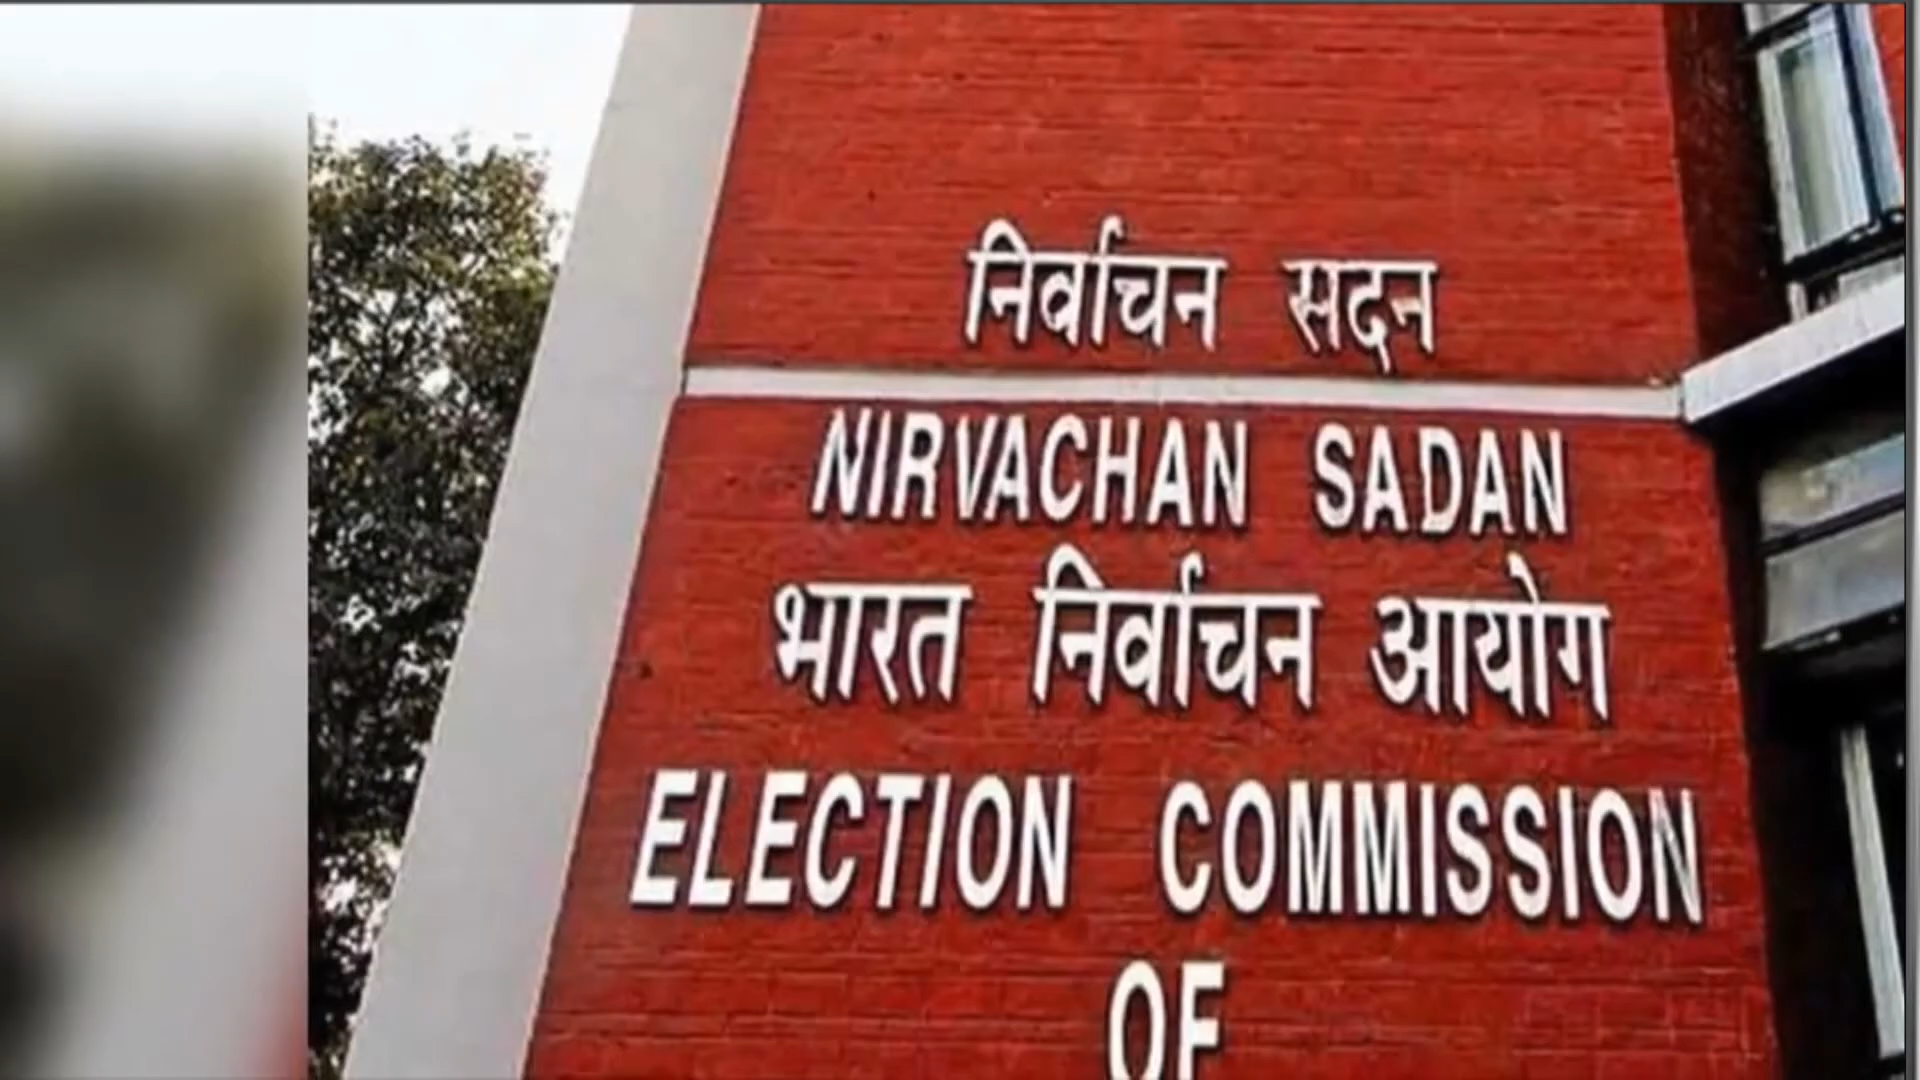 निर्वाचन सदन
NIRVACHAN SADAN
भारत निर्वाचन आयोग
ELECTION COMMISSION
OF